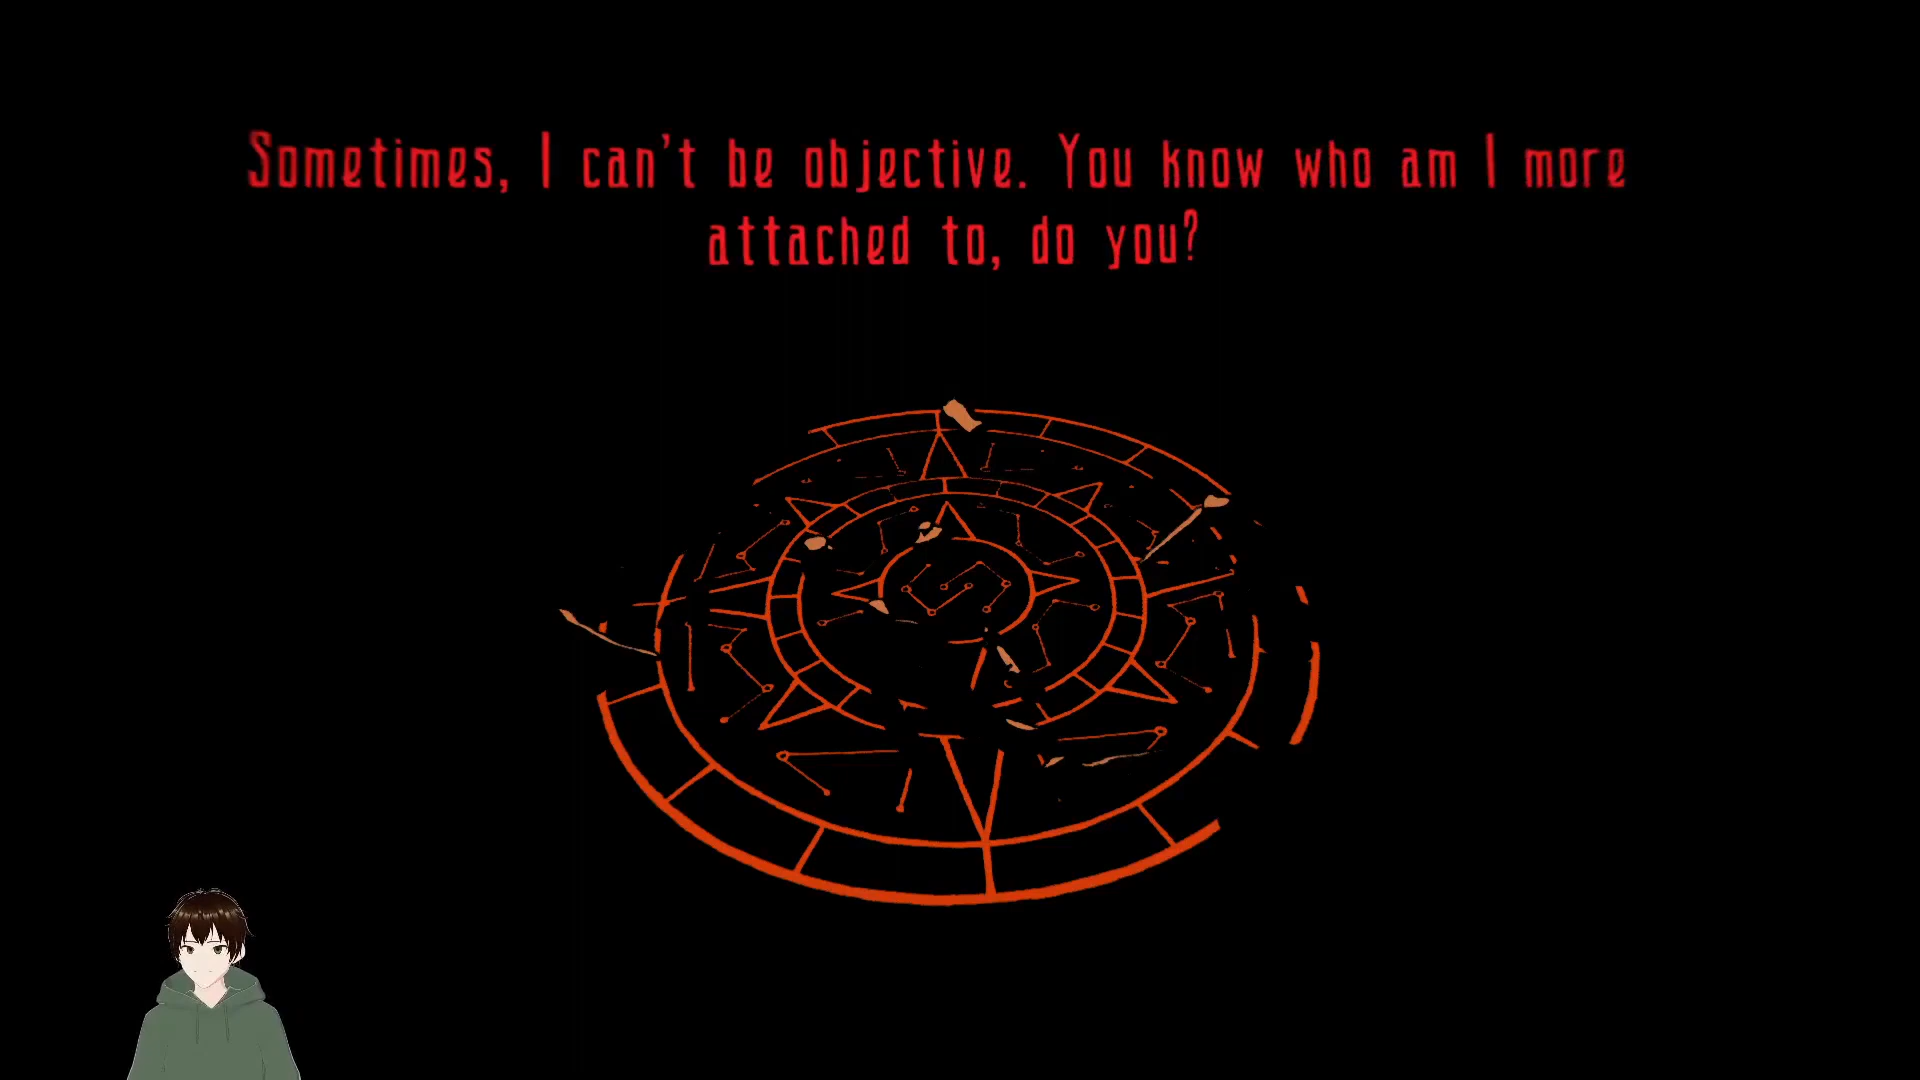 Sometimes, I can't be objective. You know who am I more
attached to, do you?